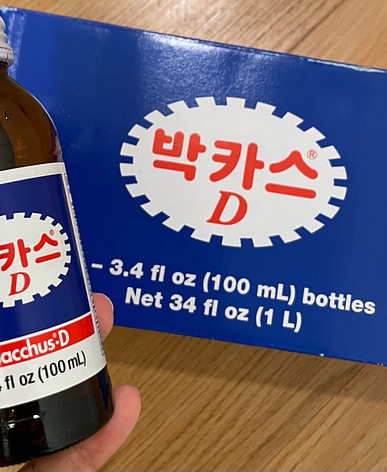 박카스®
D
– 3.4 fl oz (100 mL) bottles
Net 34 fl oz (1 L)
카스®
D
acchus®-D
fl oz (100 mL)